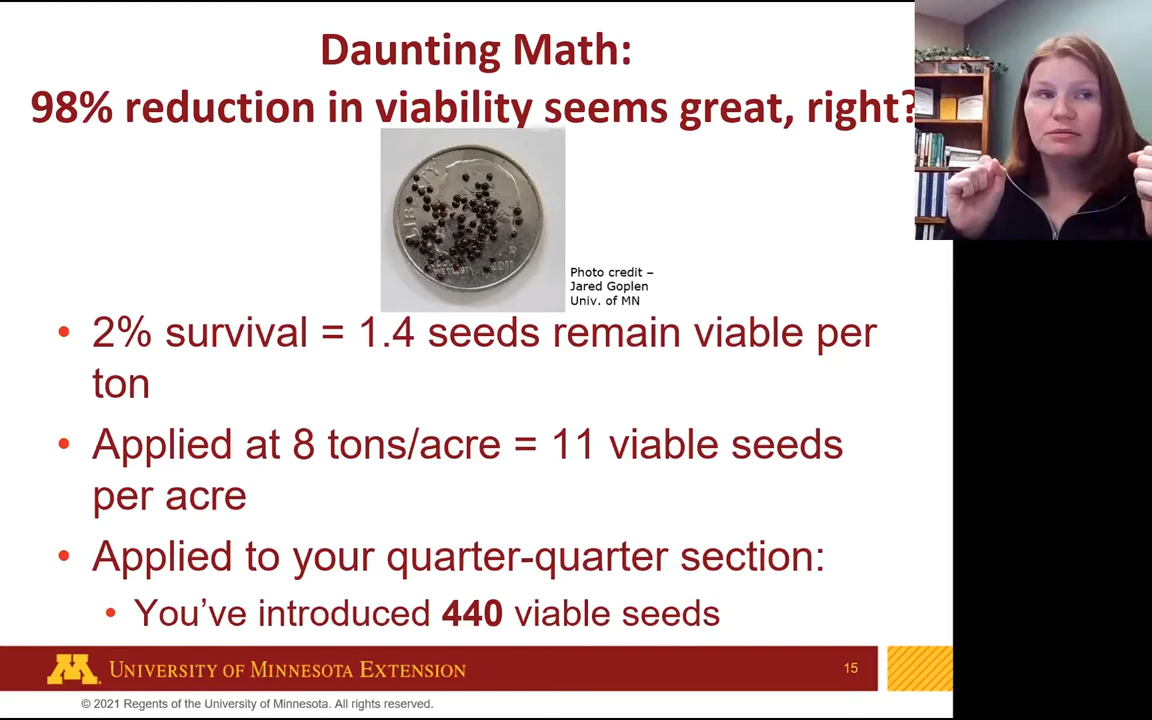 Daunting Math:
98% reduction in viability seems great, right?
LIBERTY
2011
Photo credit –
Jared Goplen
Univ. of MN
• 2% survival = 1.4 seeds remain viable per
ton
• Applied at 8 tons/acre = 11 viable seeds
per acre
• Applied to your quarter-quarter section:
• You’ve introduced 440 viable seeds
UNIVERSITY OF MINNESOTA EXTENSION
15
© 2021 Regents of the University of Minnesota. All rights reserved.